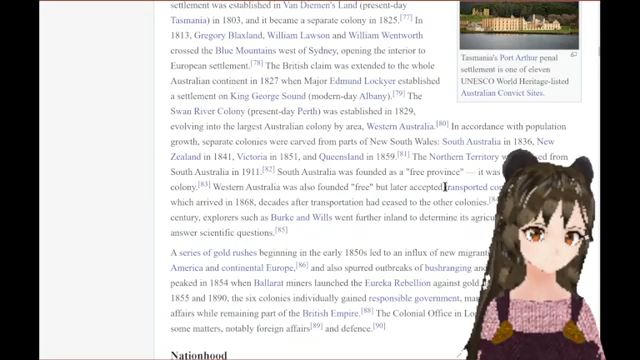 settlement was established in Van Diemen's Land (present-day
Tasmania) in 1803, and it became a separate colony in 1825.[77] In
1813, Gregory Blaxland, William Lawson and William Wentworth
crossed the Blue Mountains west of Sydney, opening the interior to
European settlement.[78] The British claim was extended to the whole
Australian continent in 1827 when Major Edmund Lockyer established
a settlement on King George Sound (modern-day Albany).[79] The
Swan River Colony (present-day Perth) was established in 1829,
evolving into the largest Australian colony by area, Western Australia.[80] In accordance with population
growth, separate colonies were carved from parts of New South Wales: South Australia in 1836, New
Zealand in 1841, Victoria in 1851, and Queensland in 1859.[81] The Northern Territory was from
South Australia in 1911.[82] South Australia was founded as a "free province" — it was
colony.[83] Western Australia was also founded "free" but later accepted transported
which arrived in 1868, decades after transportation had ceased to the other colonies.
century, explorers such as Burke and Wills went further inland to determine its
answer scientific questions.[85]
A series of gold rushes beginning in the early 1850s led to an influx of new
America and continental Europe,[86] and also spurred outbreaks of bushranging
peaked in 1854 when Ballarat miners launched the Eureka Rebellion against gold
1855 and 1890, the six colonies individually gained responsible government,
affairs while remaining part of the British Empire.[88] The Colonial Office in
some matters, notably foreign affairs[89] and defence.[90]
Nationhood
Tasmania's Port Arthur penal
settlement is one of eleven
UNESCO World Heritage-listed
Australian Convict Sites.